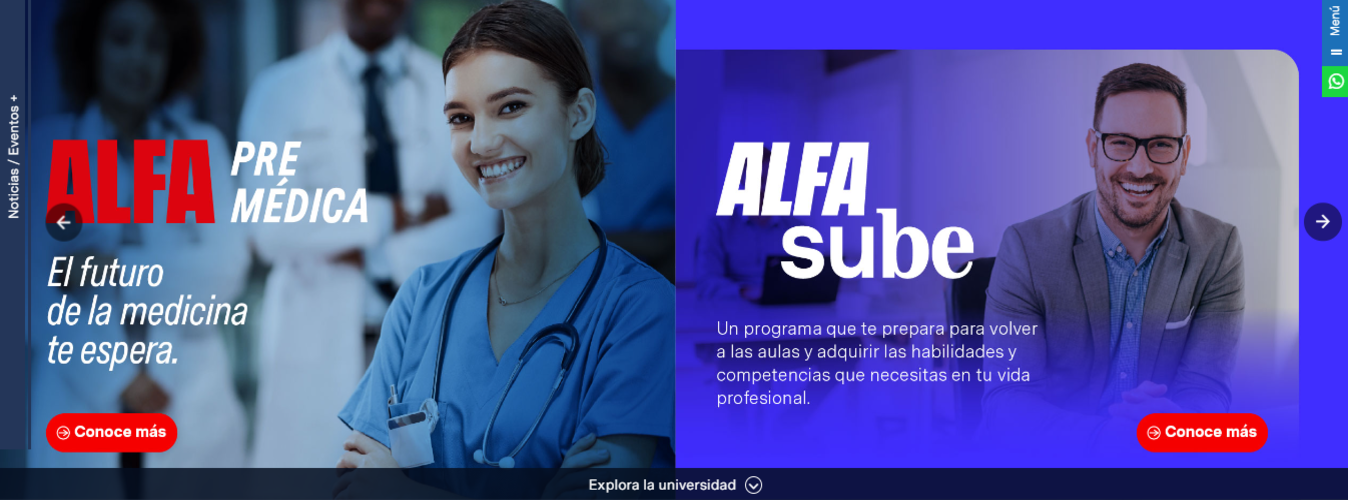 Noticias / Eventos +
ALFA
PRE
MÉDICA
El futuro
de la medicina
te espera.
Conoce más
ALFA
sube
Un programa que te prepara para volver
a las aulas y adquirir las habilidades y
competencias que necesitas en tu vida
profesional.
Conoce más
Menú
Explora la universidad